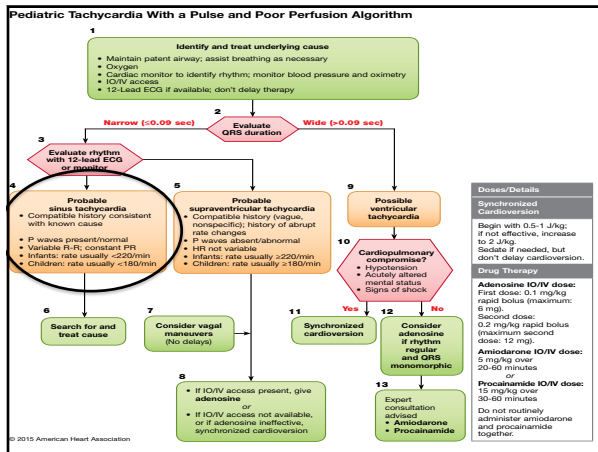 Pediatric Tachycardia With a Pulse and Poor Perfusion Algorithm
1
Identify and treat underlying cause
• Maintain patent airway; assist breathing as necessary
• Oxygen
• Cardiac monitor to identify rhythm; monitor blood pressure and oximetry
• IO/IV access
• 12-Lead ECG if available; don't delay therapy
Narrow (≤0.09 sec)
2
Evaluate
QRS duration
Wide (>0.09 sec)
3
Evaluate rhythm
with 12-lead ECG
or monitor
4
Probable
sinus tachycardia
• Compatible history consistent
with known cause
• P waves present/normal
• Variable R-R; constant PR
• Infants: rate usually <220/min
• Children: rate usually <180/min
5
Probable
supraventricular tachycardia
• Compatible history (vague,
nonspecific); history of abrupt
rate changes
• P waves absent/abnormal
• HR not variable
• Infants: rate usually ≥220/min
• Children: rate usually ≥180/min
9
Possible
ventricular
tachycardia
10
Cardiopulmonary
compromise?
• Hypotension
• Acutely altered
mental status
• Signs of shock
Yes
No
6
Search for and
treat cause
7
Consider vagal
maneuvers
(No delays)
8
• If IO/IV access present, give
adenosine
or
• If IO/IV access not available,
or if adenosine ineffective,
synchronized cardioversion
11
Synchronized
cardioversion
12
Consider
adenosine
if rhythm
regular
and QRS
monomorphic
13
Expert
consultation
advised
• Amiodarone
• Procainamide
Doses/Details
Synchronized
Cardioversion
Begin with 0.5-1 J/kg;
if not effective, increase
to 2 J/kg.
Sedate if needed, but
don't delay cardioversion.
Drug Therapy
Adenosine IO/IV dose:
First dose: 0.1 mg/kg
rapid bolus (maximum:
6 mg).
Second dose:
0.2 mg/kg rapid bolus
(maximum second
dose: 12 mg).
Amiodarone IO/IV dose:
5 mg/kg over
20-60 minutes
or
Procainamide IO/IV dose:
15 mg/kg over
30-60 minutes
Do not routinely
administer amiodarone
and procainamide
together.
© 2015 American Heart Association